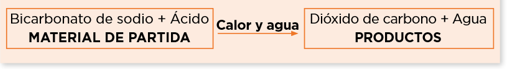 Bicarbonato de sodio + Ácido
MATERIAL DE PARTIDA
Calor y agua
Dióxido de carbono + Agua
PRODUCTOS